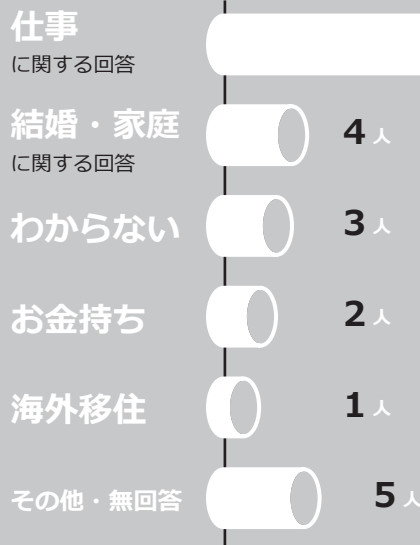 仕事
に関する回答
結婚・家庭
に関する回答
4人
わからない
3人
お金持ち
2人
海外移住
1人
その他・無回答
5人